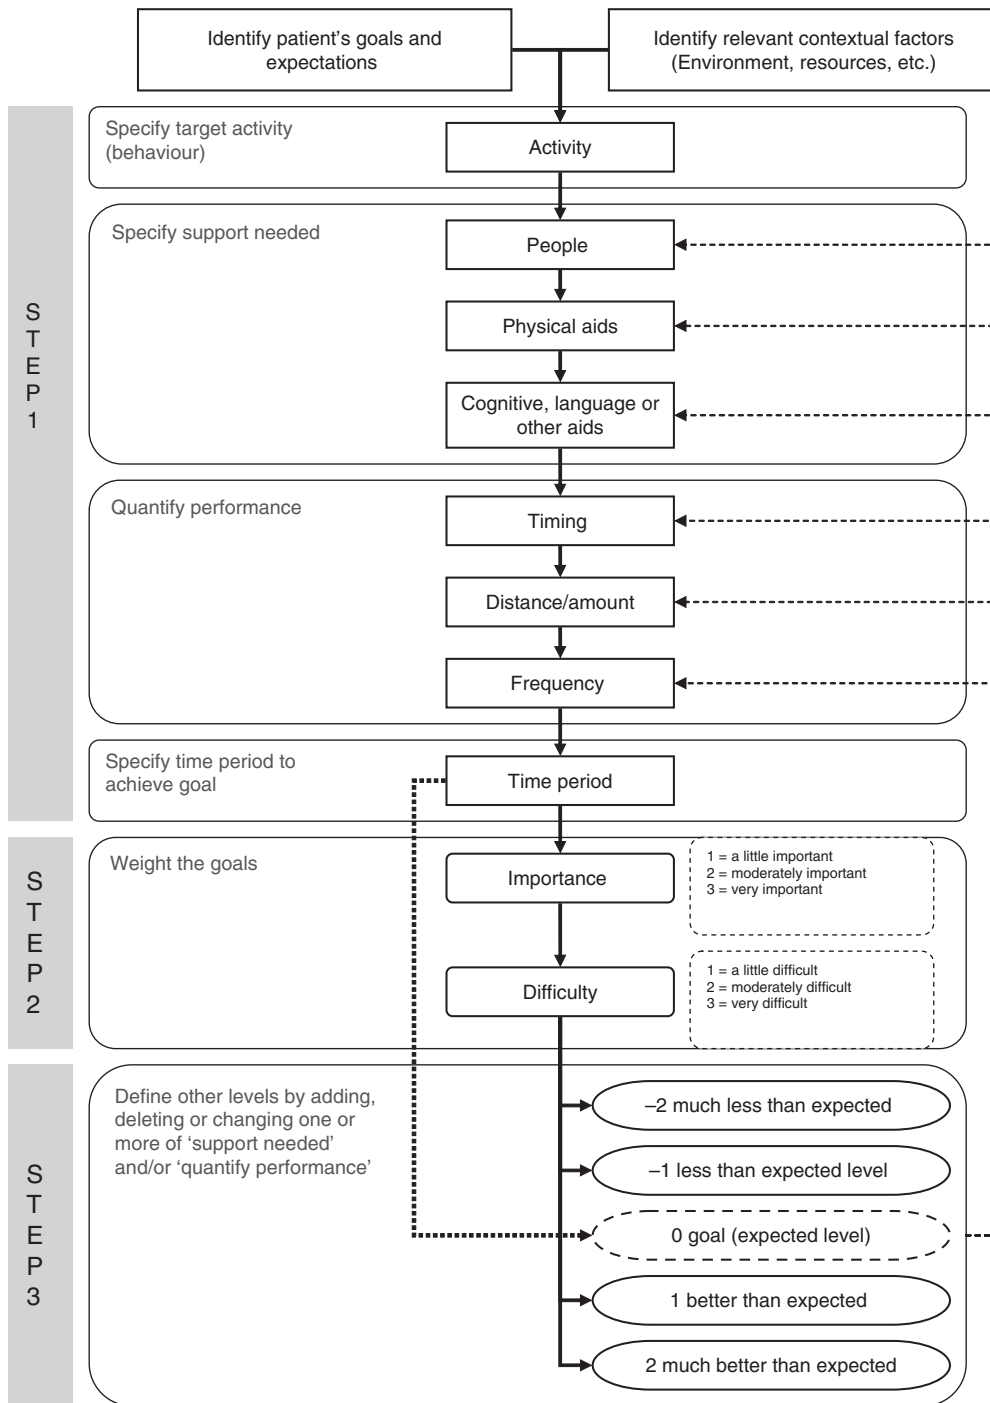 Identify patient's goals and
expectations
Identify relevant contextual factors
(Environment, resources, etc.)
STEP1
Specify target activity
(behaviour)
Activity
Specify support needed
People
Physical aids
Cognitive, language or
other aids
Quantify performance
Timing
Distance/amount
Frequency
Specify time period to
achieve goal
Time period
STEP2
Weight the goals
Importance
1 = a little important
2 = moderately important
3 = very important
Difficulty
1 = a little difficult
2 = moderately difficult
3 = very difficult
STEP3
Define other levels by adding,
deleting or changing one or
more of ‘support needed’
and/or ‘quantify performance’
–2 much less than expected
–1 less than expected level
0 goal (expected level)
1 better than expected
2 much better than expected